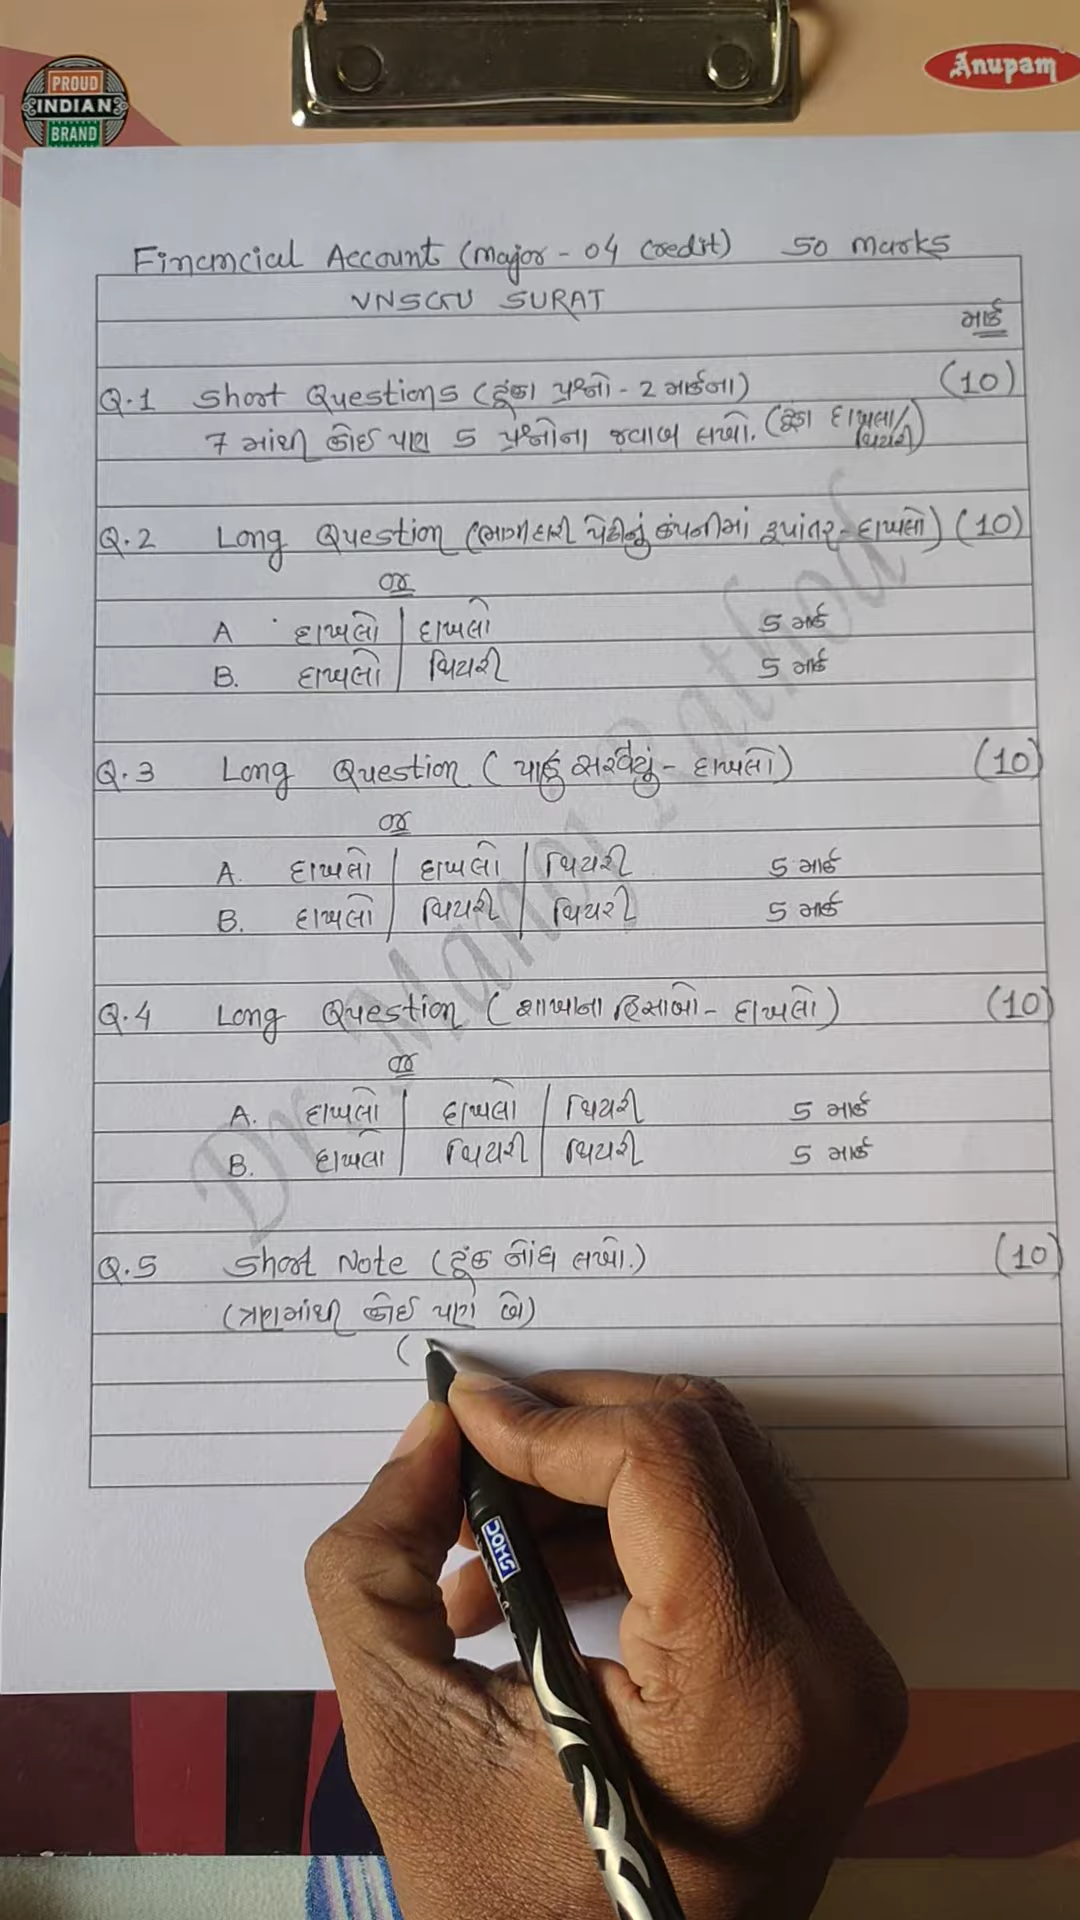 PROUD
INDIAN
BRAND
Anupam
Financial Account (Major - 04 Credit) 50 Marks
VNSGU SURAT
માર્ક
Q.1 Short Questions (ટૂંકા પ્રશ્નો - 2 માર્કના) (10)
7 માંથી કોઈ પણ 5 પ્રશ્નોના જવાબ લખો. (ટૂંકા દાખલા/
થિયરી)
Q.2 Long Question (ભાગીદારી પેઢીનું કંપનીમાં રૂપાંતર - દાખલો) (10)
OR
A દાખલો | દાખલો 5 માર્ક
B. દાખલો | થિયરી 5 માર્ક
Q.3 Long Question ( પાકું સરવૈયું - દાખલો) (10)
OR
A. દાખલો | દાખલો | થિયરી 5 માર્ક
B. દાખલો | થિયરી | થિયરી 5 માર્ક
Q.4 Long Question ( શાખાના હિસાબો - દાખલો) (10)
OR
A. દાખલો | દાખલો | થિયરી 5 માર્ક
B. દાખલો | થિયરી | થિયરી 5 માર્ક
Q.5 Short Note (ટૂંક નોંધ લખો.) (10)
(ત્રણમાંથી કોઈ પણ બે)
(
DOMS
Dr. Manoj Rathod